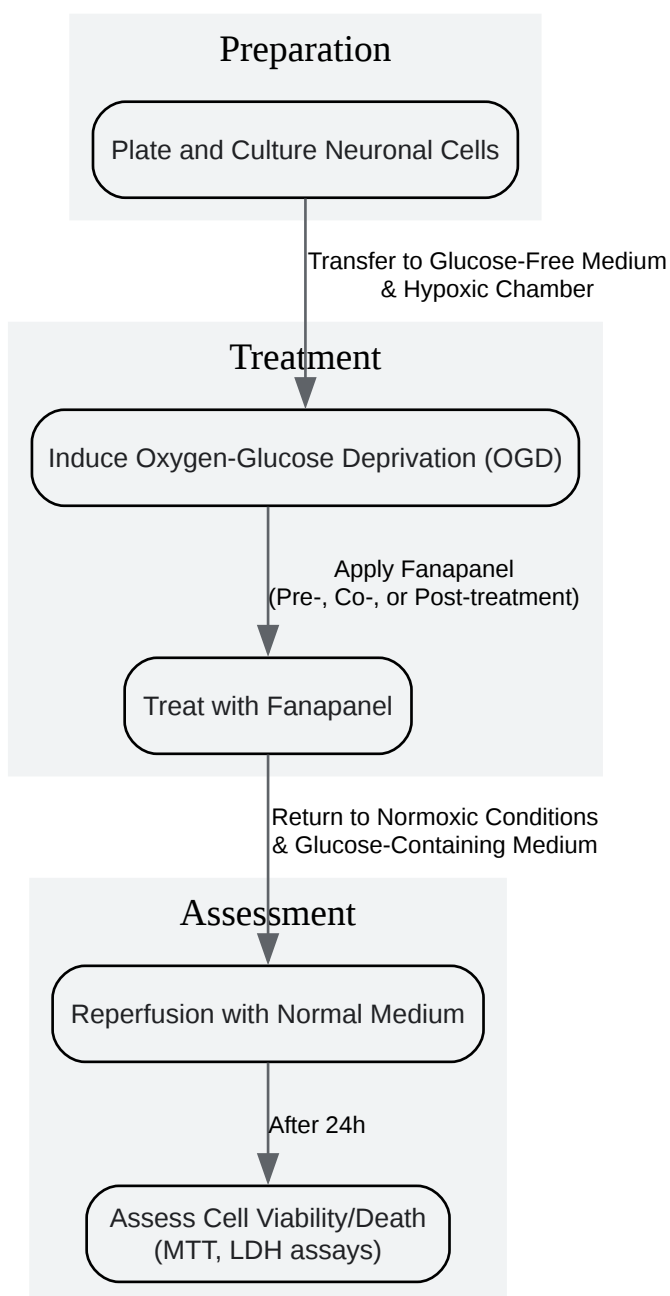 Preparation
Plate and Culture Neuronal Cells
Transfer to Glucose-Free Medium
& Hypoxic Chamber
Treatment
Induce Oxygen-Glucose Deprivation (OGD)
Apply Fanapanel
(Pre-, Co-, or Post-treatment)
Treat with Fanapanel
Return to Normoxic Conditions
& Glucose-Containing Medium
Assessment
Reperfusion with Normal Medium
After 24h
Assess Cell Viability/Death
(MTT, LDH assays)